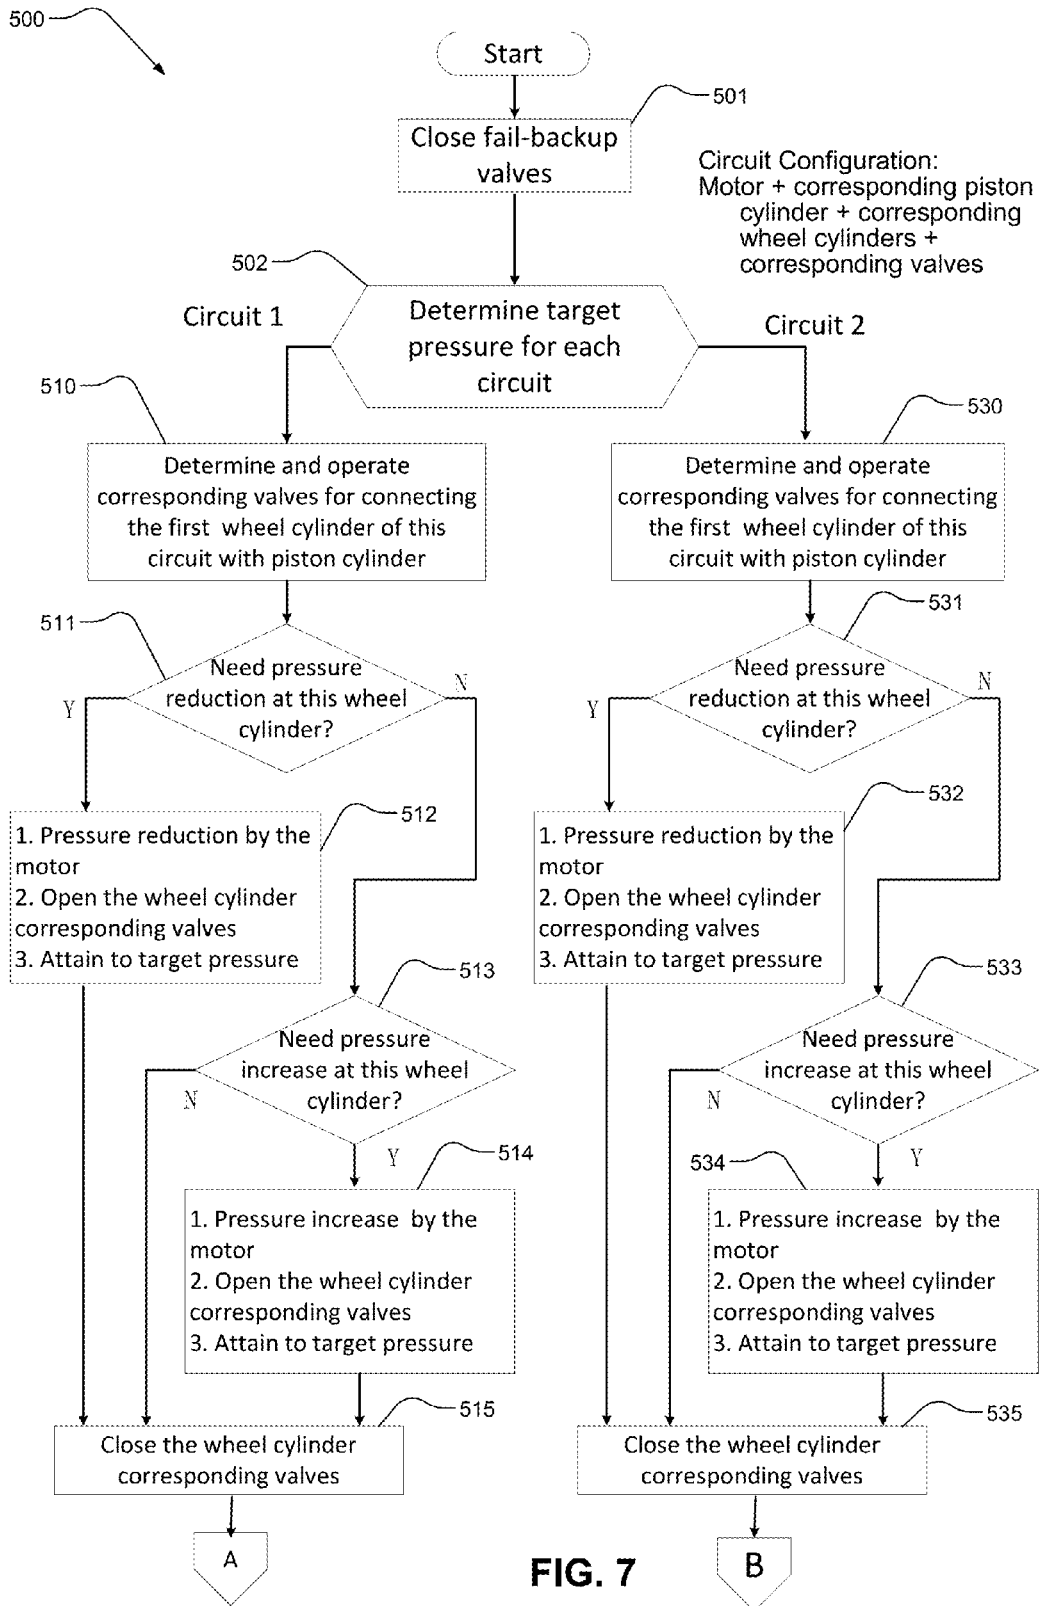 500
Start
501
Close fail-backup
valves
Circuit Configuration:
Motor + corresponding piston
cylinder + corresponding
wheel cylinders +
corresponding valves
502
Circuit 1
Determine target
pressure for each
circuit
Circuit 2
510
Determine and operate
corresponding valves for connecting
the first wheel cylinder of this
circuit with piston cylinder
530
Determine and operate
corresponding valves for connecting
the first wheel cylinder of this
circuit with piston cylinder
511
Need pressure
reduction at this wheel
cylinder?
Y
N
531
Need pressure
reduction at this wheel
cylinder?
Y
N
512
1. Pressure reduction by the
motor
2. Open the wheel cylinder
corresponding valves
3. Attain to target pressure
532
1. Pressure reduction by the
motor
2. Open the wheel cylinder
corresponding valves
3. Attain to target pressure
513
Need pressure
increase at this wheel
cylinder?
N
Y
533
Need pressure
increase at this wheel
cylinder?
N
Y
514
1. Pressure increase by the
motor
2. Open the wheel cylinder
corresponding valves
3. Attain to target pressure
534
1. Pressure increase by the
motor
2. Open the wheel cylinder
corresponding valves
3. Attain to target pressure
515
Close the wheel cylinder
corresponding valves
535
Close the wheel cylinder
corresponding valves
A
B
FIG. 7